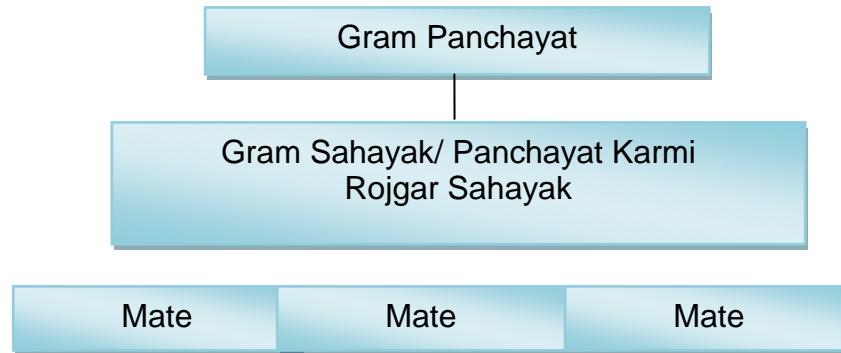 Gram Panchayat
Gram Sahayak/ Panchayat Karmi
Rojgar Sahayak
Mate Mate Mate